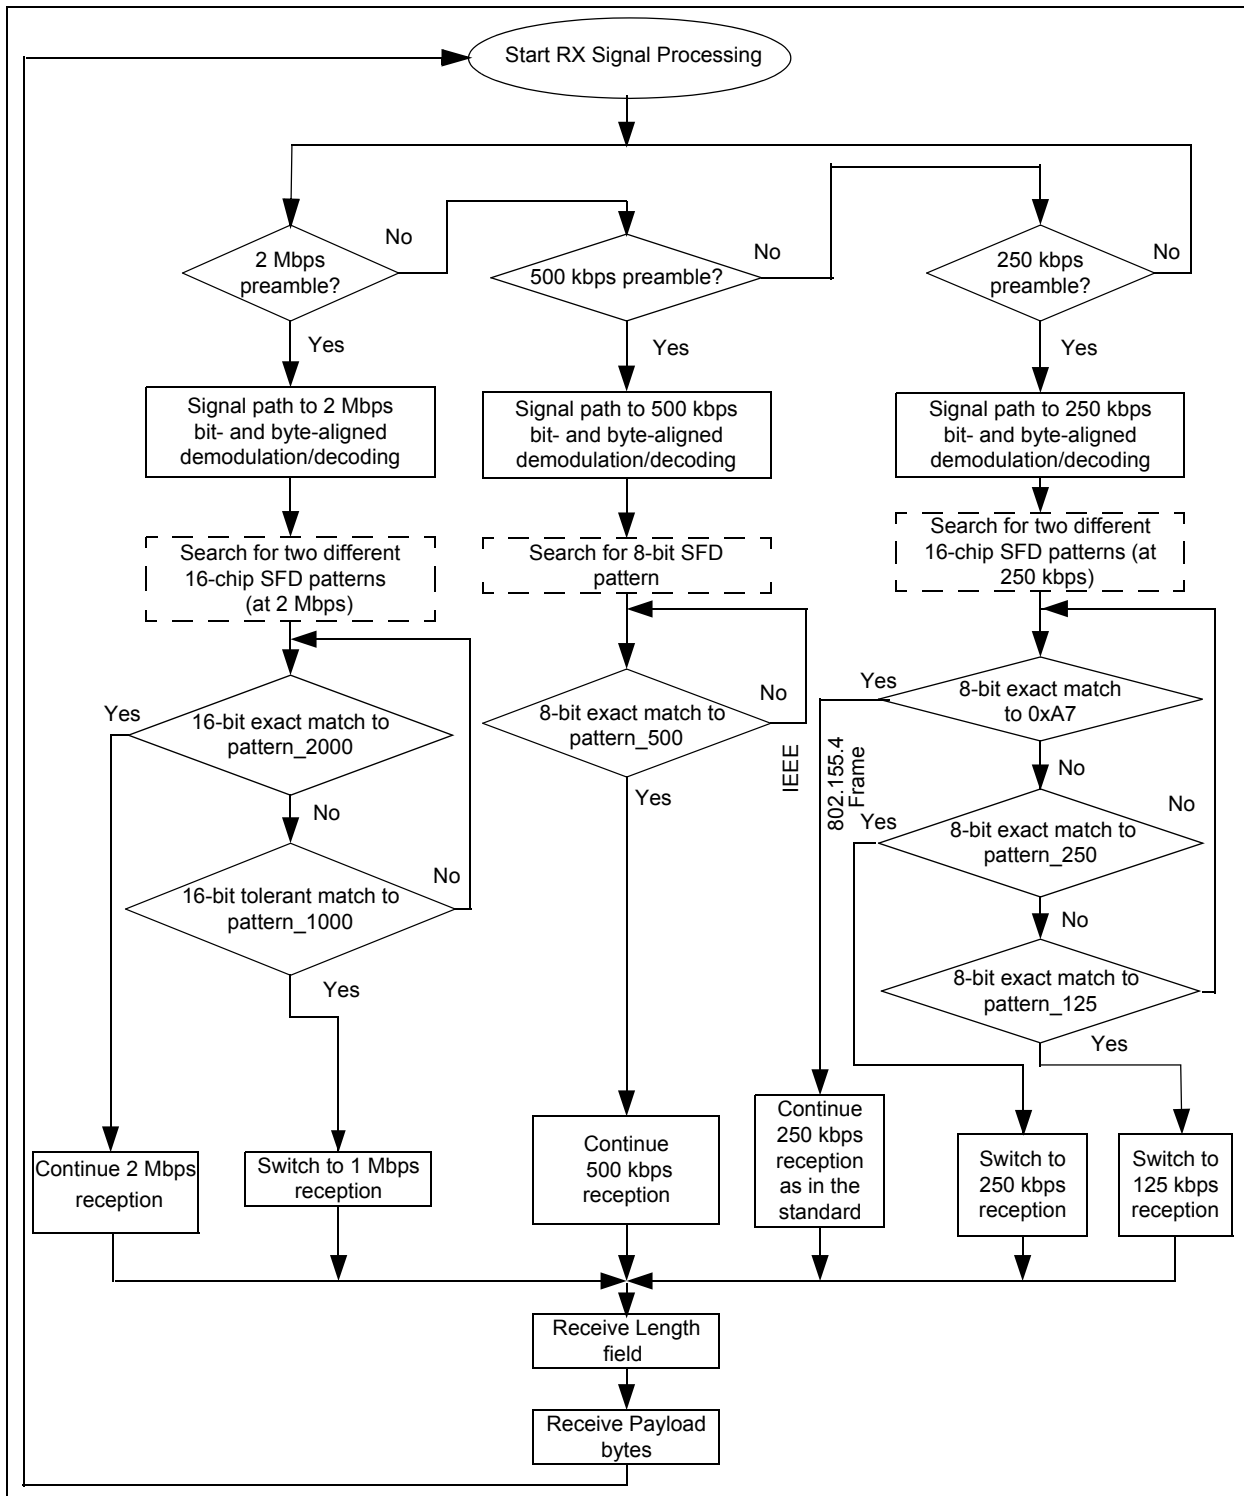 Start RX Signal Processing
No
2 Mbps
preamble?
Yes
No
500 kbps preamble?
Yes
No
250 kbps
preamble?
Yes
Signal path to 2 Mbps
bit- and byte-aligned
demodulation/decoding
Signal path to 500 kbps
bit- and byte-aligned
demodulation/decoding
Signal path to 250 kbps
bit- and byte-aligned
demodulation/decoding
Search for two different
16-chip SFD patterns
(at 2 Mbps)
Search for 8-bit SFD
pattern
Search for two different
16-chip SFD patterns (at
250 kbps)
Yes
16-bit exact match to
pattern_2000
No
16-bit tolerant match to
pattern_1000
No
Yes
No
8-bit exact match to
pattern_500
Yes
IEEE
802.155.4
Frame
Yes
8-bit exact match
to 0xA7
No
No
Yes
8-bit exact match to
pattern_250
No
8-bit exact match to
pattern_125
Yes
Continue 2 Mbps
reception
Switch to 1 Mbps
reception
Continue
500 kbps
reception
Continue
250 kbps
reception
as in the
standard
Switch to
250 kbps
reception
Switch to
125 kbps
reception
Receive Length
field
Receive Payload
bytes